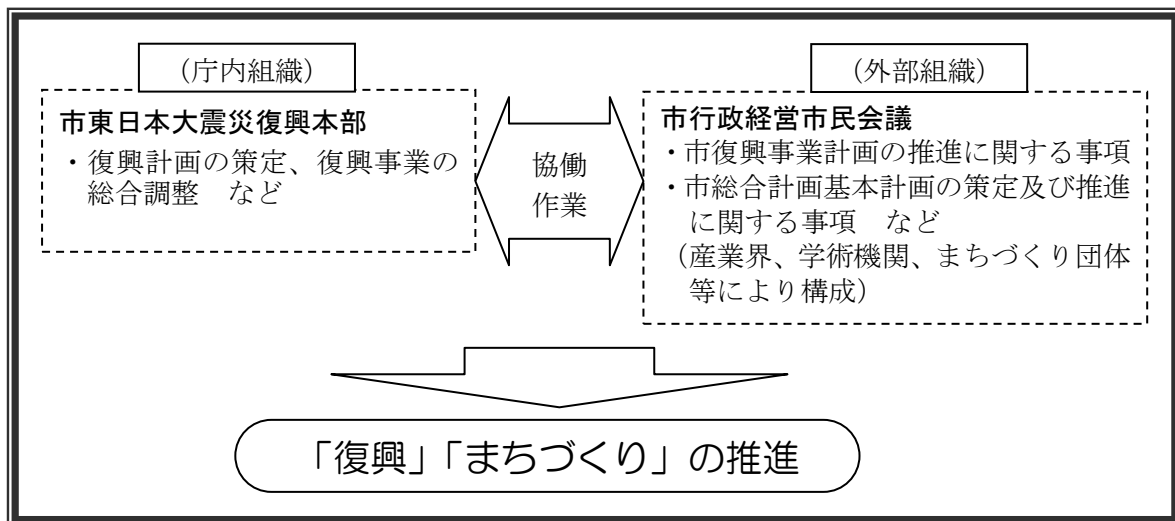 （庁内組織）
市東日本大震災復興本部
・復興計画の策定、復興事業の
総合調整　など
協働
作業
（外部組織）
市行政経営市民会議
・市復興事業計画の推進に関する事項
・市総合計画基本計画の策定及び推進
に関する事項　など
（産業界、学術機関、まちづくり団体
等により構成）
「復興」「まちづくり」の推進